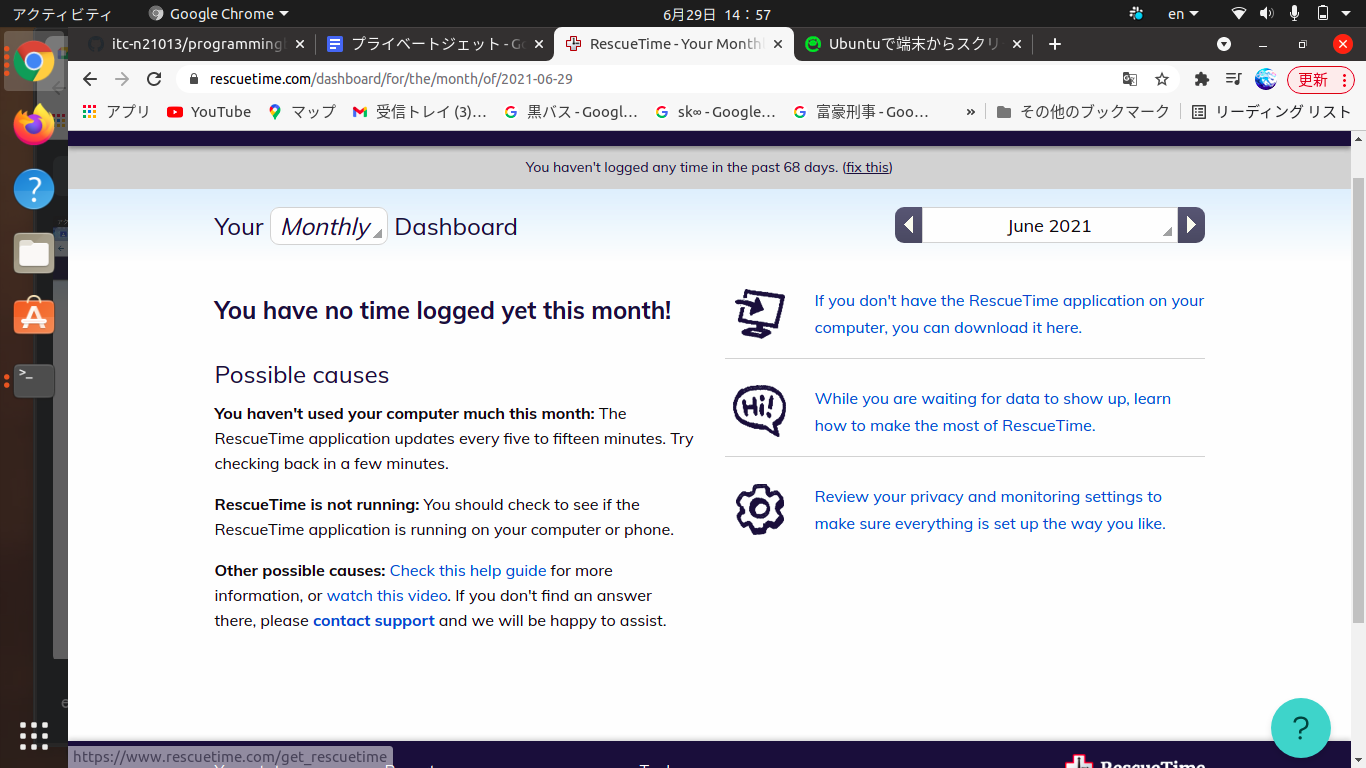 アクティビティ
Google Chrome
6月29日 14：57
en
itc-n21013/programming
プライベートジェット - Go
RescueTime - Your Month
Ubuntuで端末からスクリー
rescuetime.com/dashboard/for/the/month/of/2021-06-29
更新
アプリ
YouTube
マップ
受信トレイ (3)…
黒バス - Googl…
sk∞ - Google…
富豪刑事 - Goo…
»
その他のブックマーク
リーディング リスト
You haven't logged any time in the past 68 days. (fix this)
Your Monthly Dashboard
June 2021
You have no time logged yet this month!
If you don't have the RescueTime application on your
computer, you can download it here.
Possible causes
You haven't used your computer much this month: The
RescueTime application updates every five to fifteen minutes. Try
checking back in a few minutes.
Hi!
While you are waiting for data to show up, learn
how to make the most of RescueTime.
RescueTime is not running: You should check to see if the
RescueTime application is running on your computer or phone.
Review your privacy and monitoring settings to
make sure everything is set up the way you like.
Other possible causes: Check this help guide for more
information, or watch this video. If you don't find an answer
there, please contact support and we will be happy to assist.
?
https://www.rescuetime.com/get_rescuetime
RescueTime